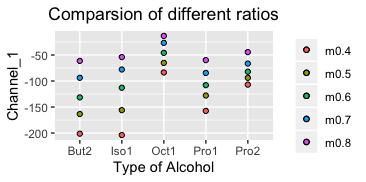 Comparsion of different ratios
Channel_1
-50
-100
-150
-200
But2 Iso1 Oct1 Pro1 Pro2
Type of Alcohol
m0.4
m0.5
m0.6
m0.7
m0.8